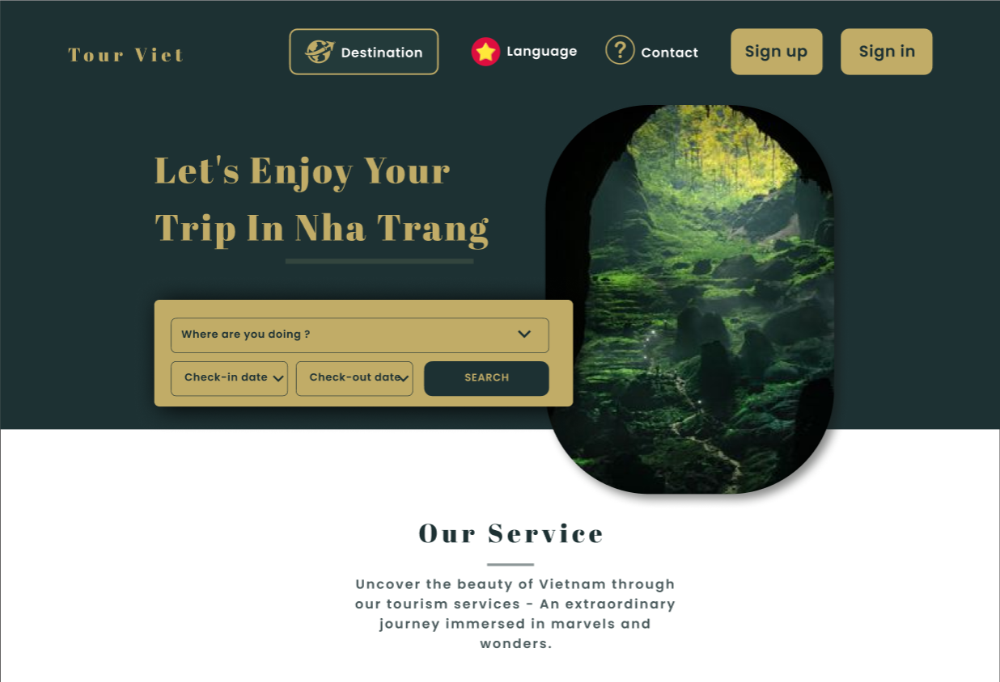 Tour Viet
Destination
Language
?
Contact
Sign up
Sign in
Let's Enjoy Your
Trip In Nha Trang
Where are you doing ?
Check-in date
Check-out date
SEARCH
Our Service
Uncover the beauty of Vietnam through
our tourism services - An extraordinary
journey immersed in marvels and
wonders.